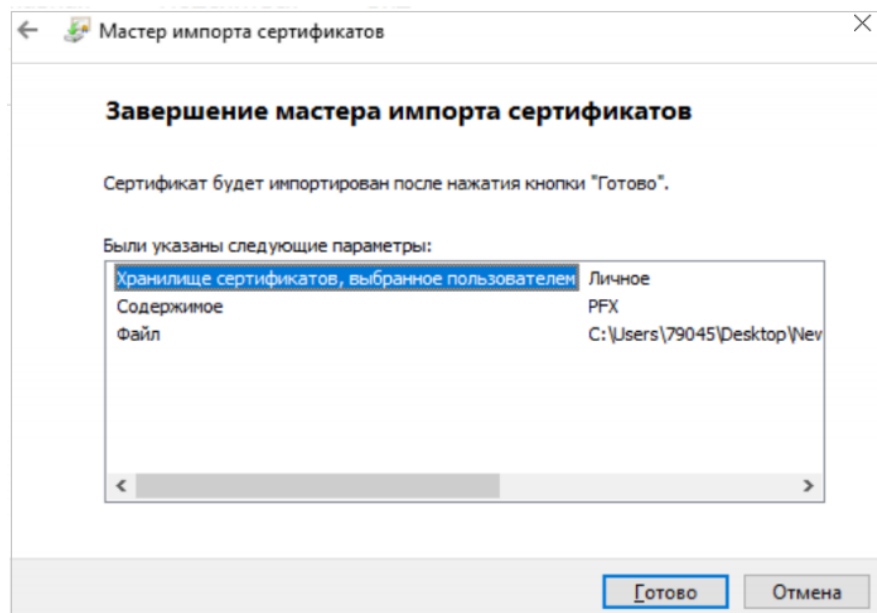 Мастер импорта сертификатов
Завершение мастера импорта сертификатов
Сертификат будет импортирован после нажатия кнопки "Готово".
Были указаны следующие параметры:
Хранилище сертификатов, выбранное пользователем Личное
Содержимое PFX
Файл C:\Users\79045\Desktop\Nev
Готово Отмена